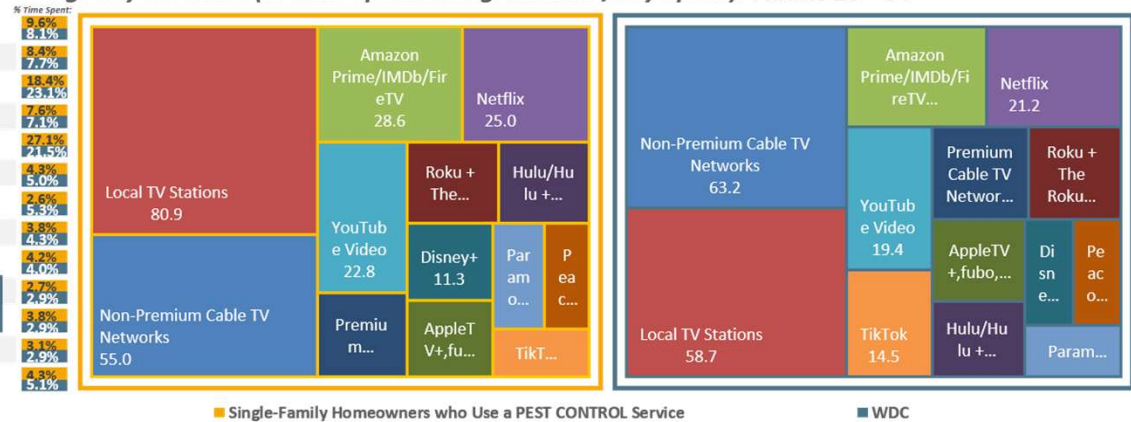 % Time Spent:
9.6%
8.1%
8.4%
7.7%
18.4%
23.1%
7.6%
7.1%
27.1%
21.5%
4.3%
5.0%
2.6%
5.3%
3.8%
4.3%
4.2%
4.0%
2.7%
2.9%
3.8%
2.9%
3.1%
2.9%
4.3%
5.1%
Local TV Stations
80.9
Non-Premium Cable TV
Networks
55.0
Amazon
Prime/IMDb/Fir
eTV
28.6
Netflix
25.0
YouTub
e Video
22.8
Premiu
m...
Roku +
The...
Hulu/Hu
lu +...
Disney+
11.3
Par
am
o...
P
eac
...
AppleT
V+,fu...
TikT...
Non-Premium Cable TV
Networks
63.2
Local TV Stations
58.7
Amazon
Prime/IMDb/Fi
reTV...
Netflix
21.2
YouTub
e Video
19.4
TikTok
14.5
Premium
Cable TV
Networ...
Roku +
The
Roku...
AppleTV
+,fubo,...
Di
sn
e...
Pe
ac
o...
Hulu/Hu
lu +...
Param...
Single-Family Homeowners who Use a PEST CONTROL Service
WDC